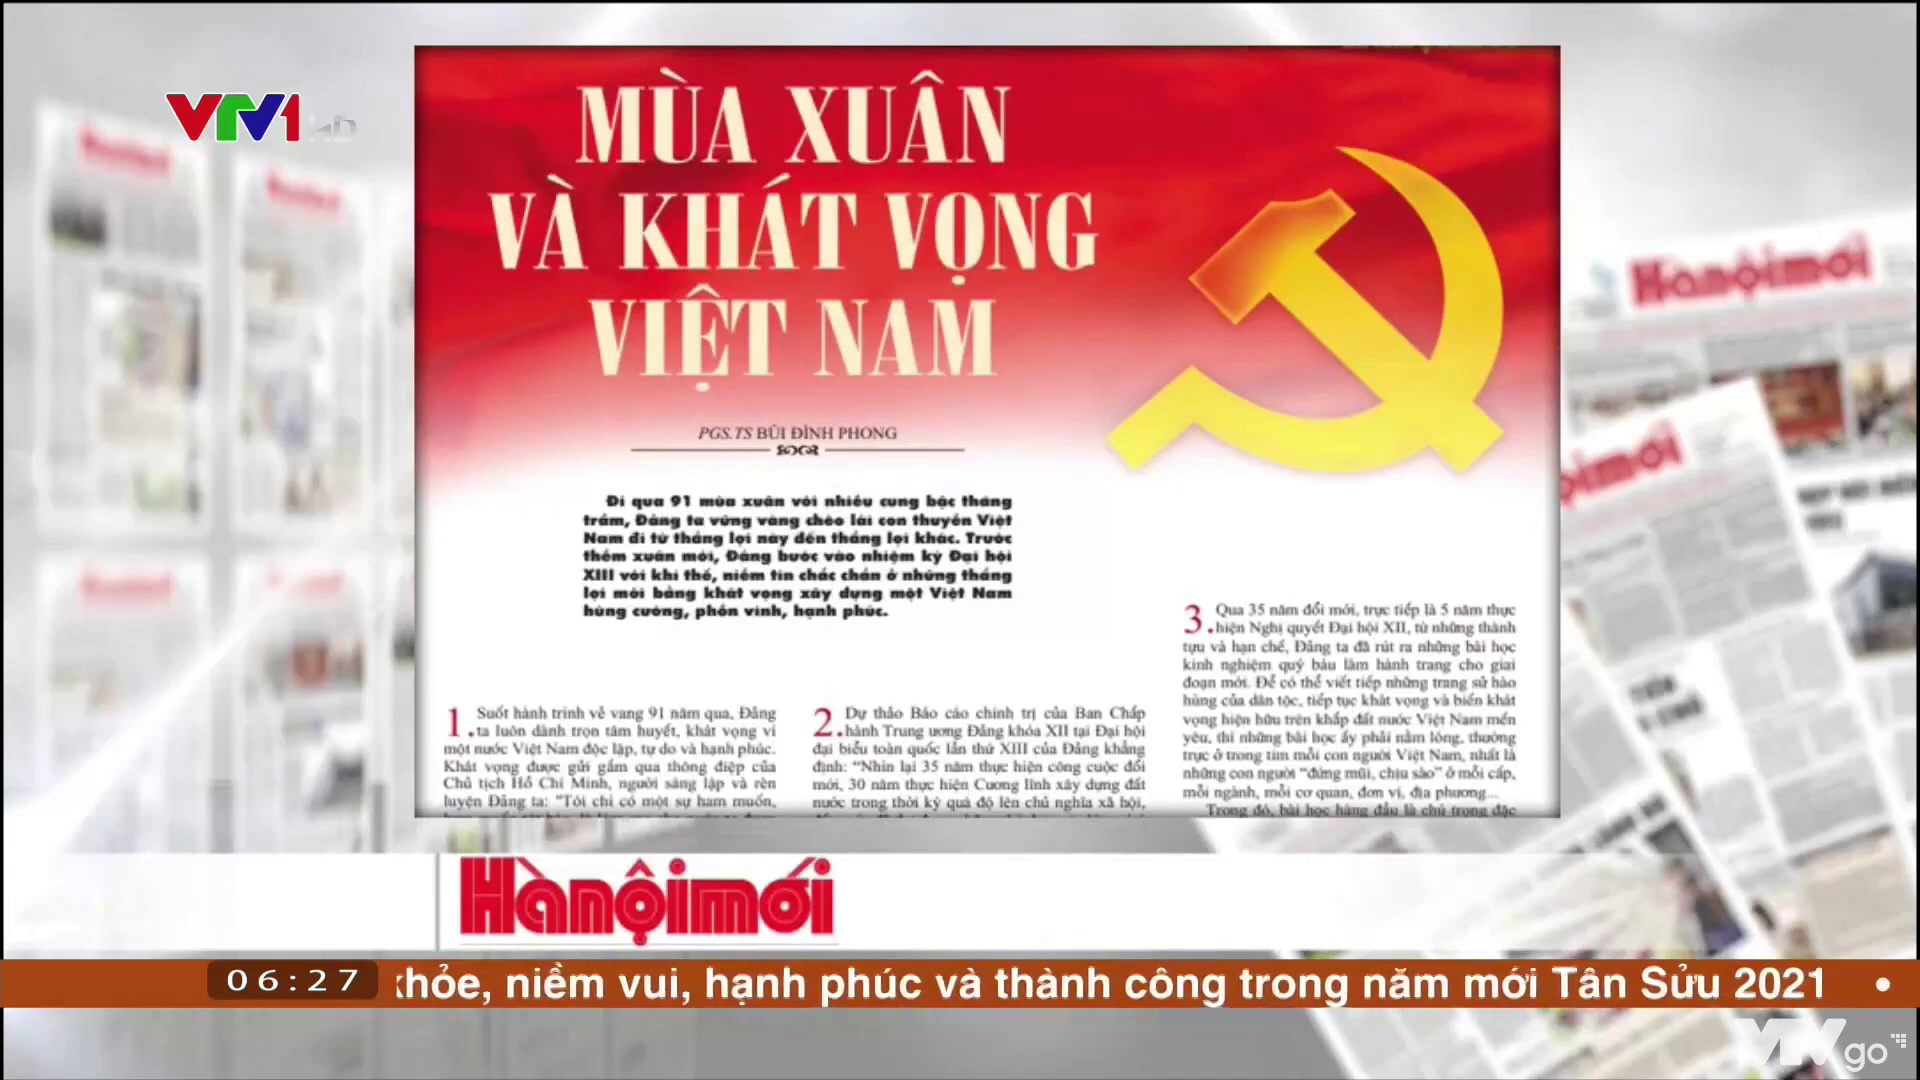 VTV1 HD
MÙA XUÂN
VÀ KHÁT VỌNG
VIỆT NAM
PGS.TS BÙI ĐÌNH PHONG
Đi qua 91 mùa xuân với nhiều cung bậc thăng
trầm, Đảng ta vững vàng chèo lái con thuyền Việt
Nam đi từ thắng lợi này đến thắng lợi khác. Trước
thềm xuân mới, Đảng bước vào nhiệm kỳ Đại hội
XIII với khí thế, niềm tin chắc chắn ở những thắng
lợi mới bằng khát vọng xây dựng một Việt Nam
hùng cường, phồn vinh, hạnh phúc.
1. Suốt hành trình vẻ vang 91 năm qua, Đảng
ta luôn dành trọn tâm huyết, khát vọng vì
một nước Việt Nam độc lập, tự do và hạnh phúc.
Khát vọng được gửi gắm qua thông điệp của
Chủ tịch Hồ Chí Minh, người sáng lập và rèn
luyện Đảng ta: "Tôi chỉ có một sự ham muốn,
2. Dự thảo Báo cáo chính trị của Ban Chấp
hành Trung ương Đảng khóa XII tại Đại hội
đại biểu toàn quốc lần thứ XIII của Đảng khẳng
định: "Nhìn lại 35 năm thực hiện công cuộc đổi
mới, 30 năm thực hiện Cương lĩnh xây dựng đất
nước trong thời kỳ quá độ lên chủ nghĩa xã hội,
3. Qua 35 năm đổi mới, trực tiếp là 5 năm thực
hiện Nghị quyết Đại hội XII, từ những thành
tựu và hạn chế, Đảng ta đã rút ra những bài học
kinh nghiệm quý báu làm hành trang cho giai
đoạn mới. Để có thể viết tiếp những trang sử hào
hùng của dân tộc, tiếp tục khát vọng và biến khát
vọng hiện hữu trên khắp đất nước Việt Nam mến
yêu, thì những bài học ấy phải nằm lòng, thường
trực ở trong tim mỗi con người Việt Nam, nhất là
những con người "đứng mũi, chịu sào" ở mỗi cấp,
mỗi ngành, mỗi cơ quan, đơn vị, địa phương...
Trong đó, bài học hàng đầu là chú trọng đặc
Hànộimới
Hànộimới
06:27 khỏe, niềm vui, hạnh phúc và thành công trong năm mới Tân Sửu 2021 •
VTV go